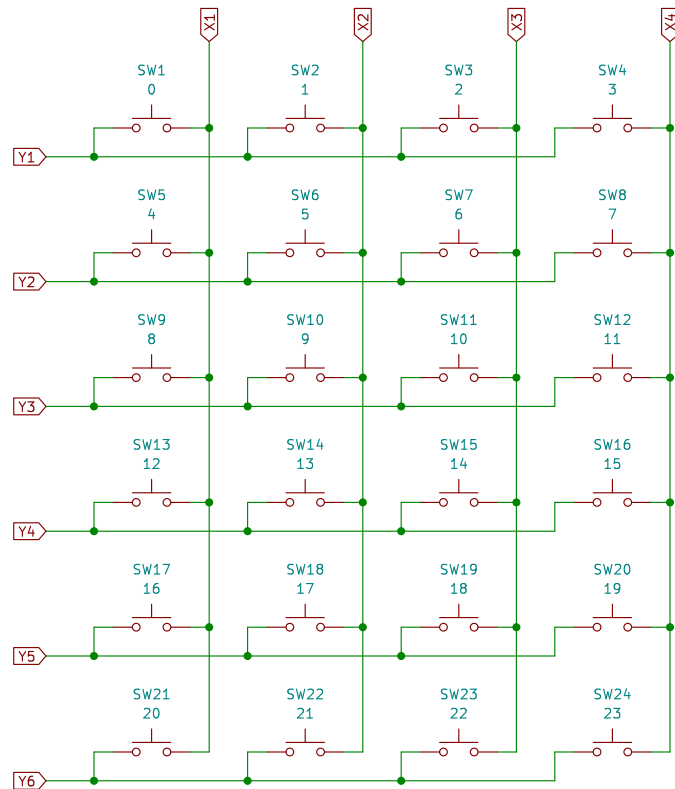 X1 X2 X3 X4
SW1 SW2 SW3 SW4
0 1 2 3
Y1
SW5 SW6 SW7 SW8
4 5 6 7
Y2
SW9 SW10 SW11 SW12
8 9 10 11
Y3
SW13 SW14 SW15 SW16
12 13 14 15
Y4
SW17 SW18 SW19 SW20
16 17 18 19
Y5
SW21 SW22 SW23 SW24
20 21 22 23
Y6